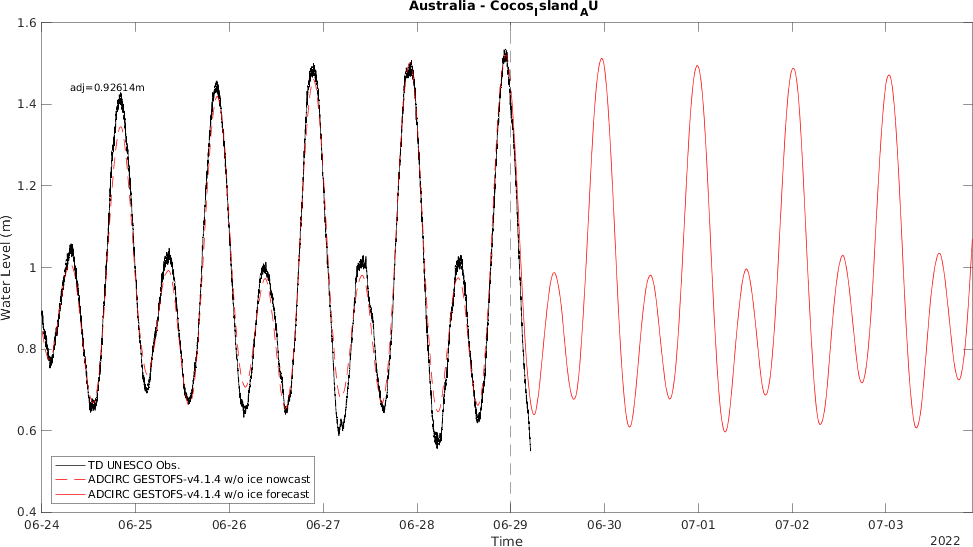 Australia - Cocos_Island_AU
adj=0.92614m
1.6
1.4
1.2
1
0.8
0.6
0.4
Water Level (m)
TD UNESCO Obs.
ADCIRC GESTOFS-v4.1.4 w/o ice nowcast
ADCIRC GESTOFS-v4.1.4 w/o ice forecast
06-24 06-25 06-26 06-27 06-28 06-29 06-30 07-01 07-02 07-03
Time
2022